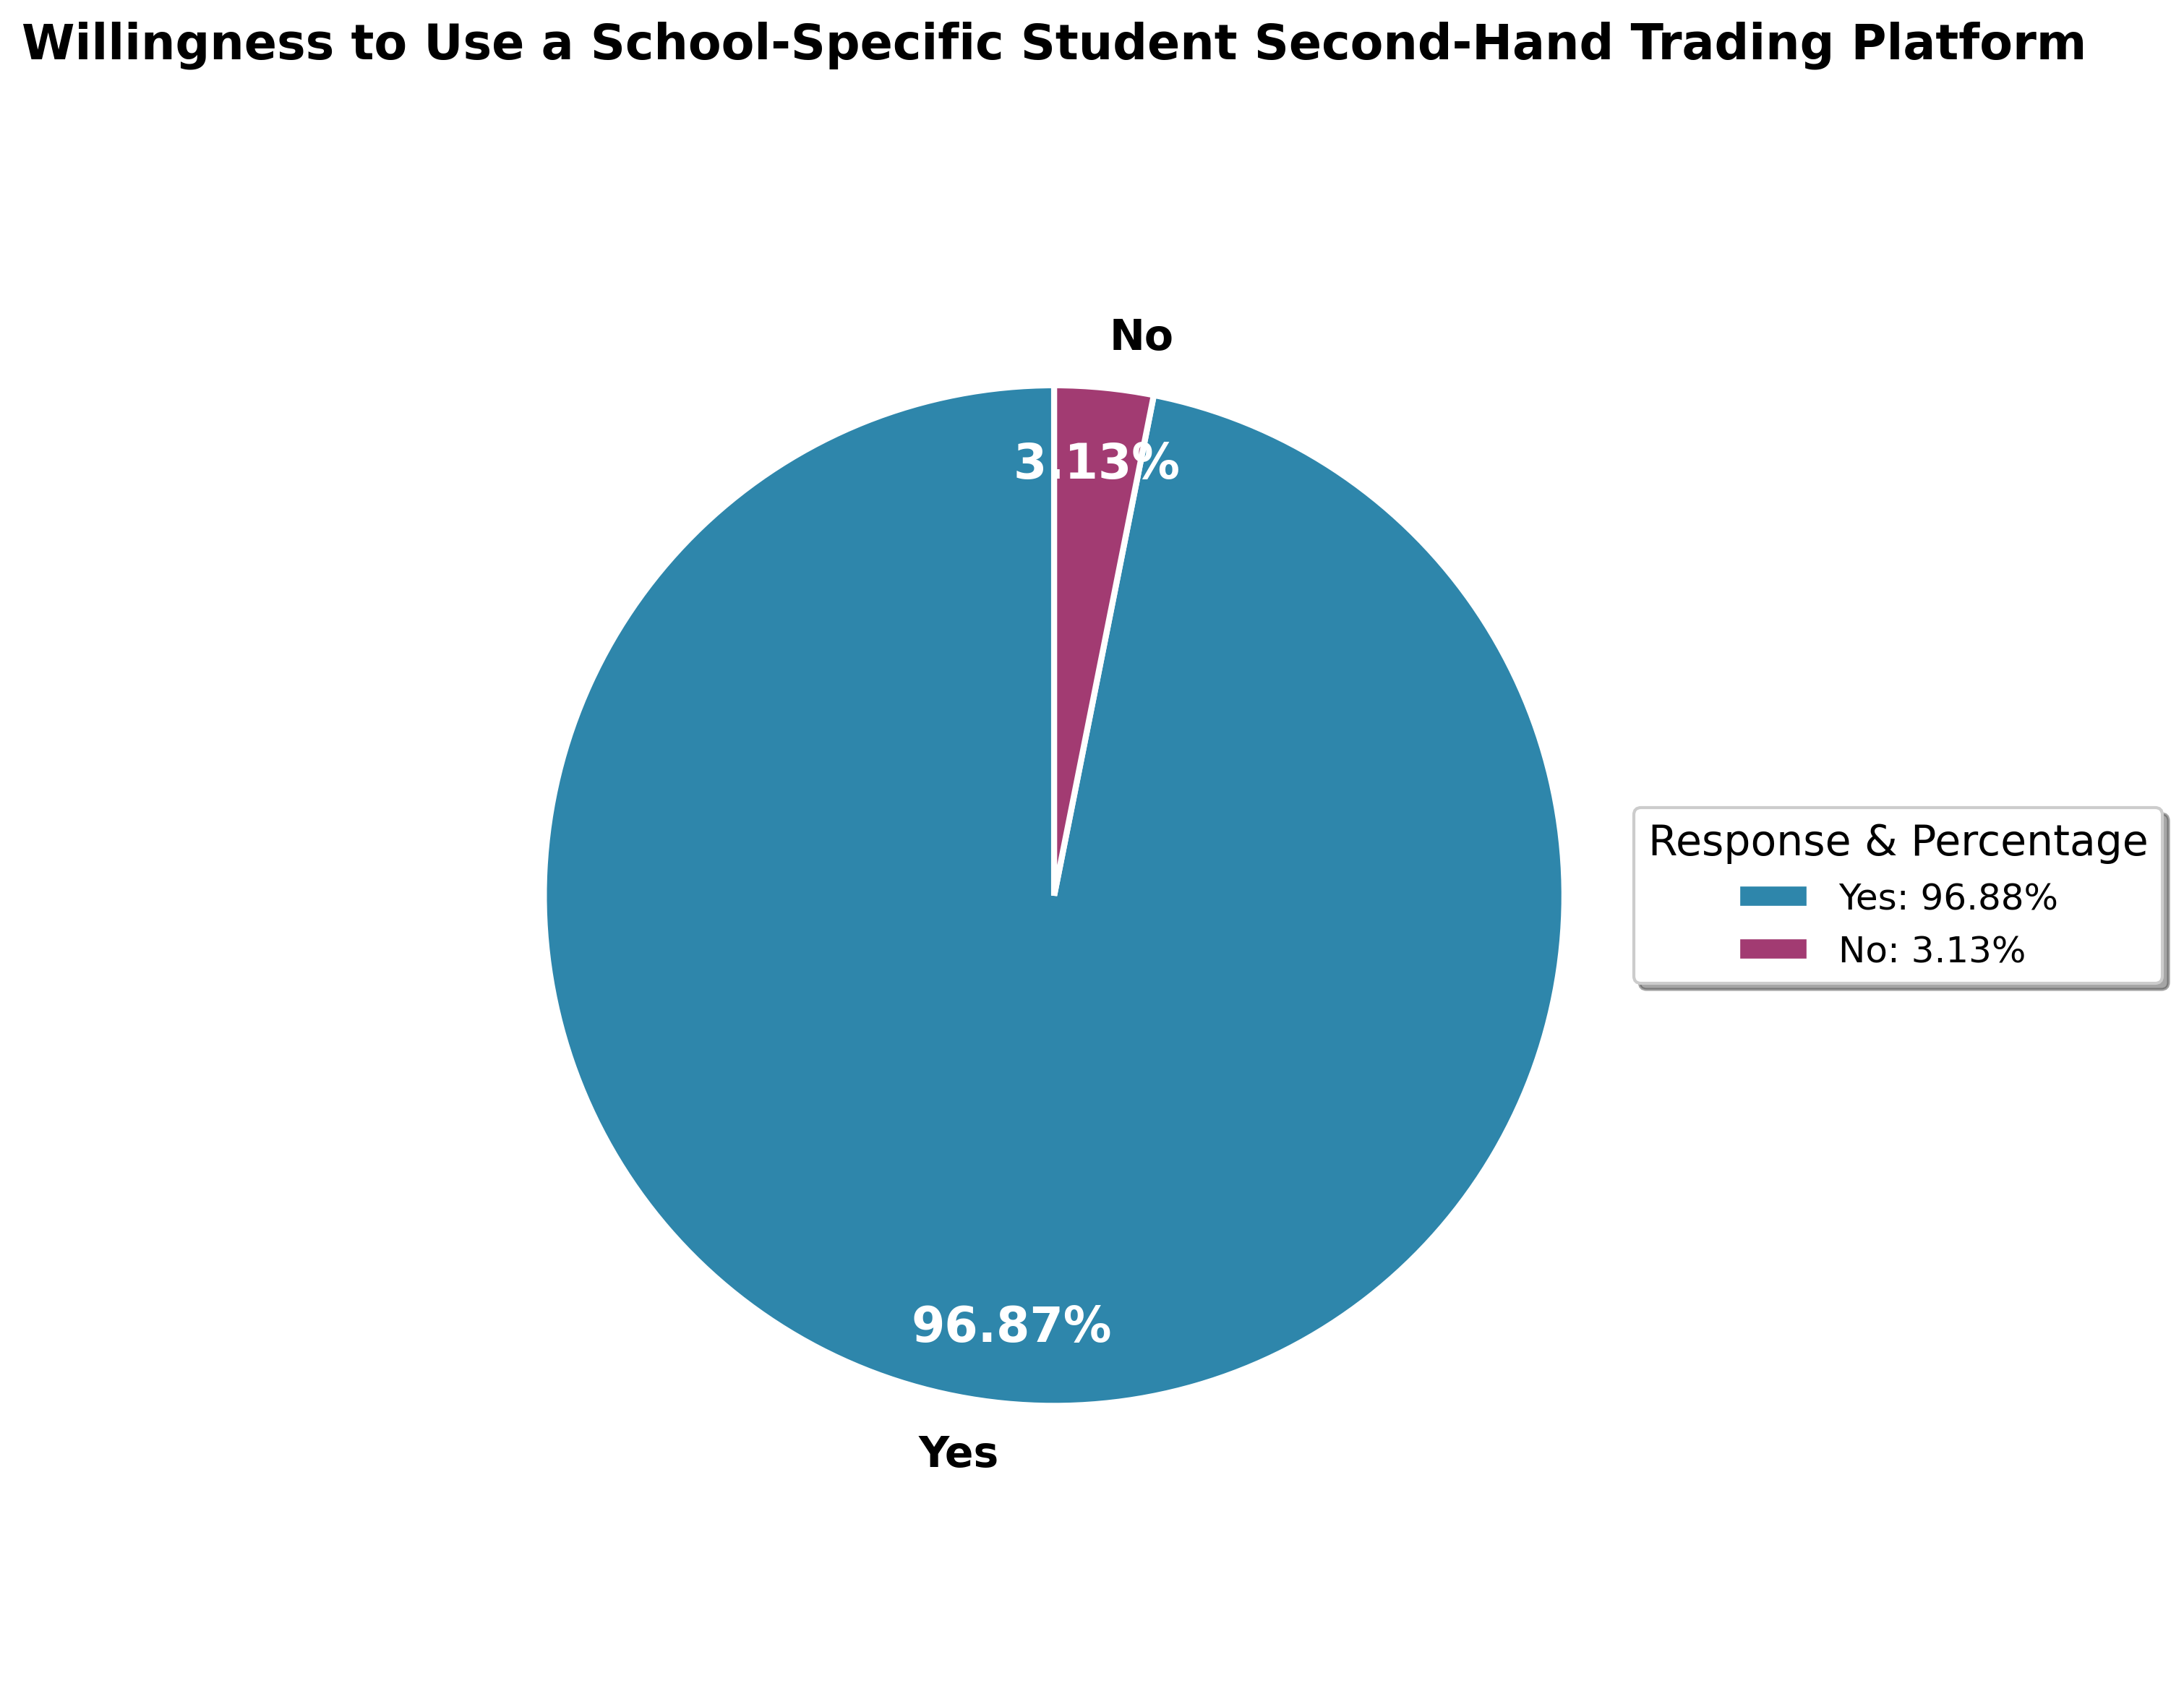 Willingness to Use a School-Specific Student Second-Hand Trading Platform
No
3.13%
Response & Percentage
Yes: 96.88%
No: 3.13%
96.87%
Yes